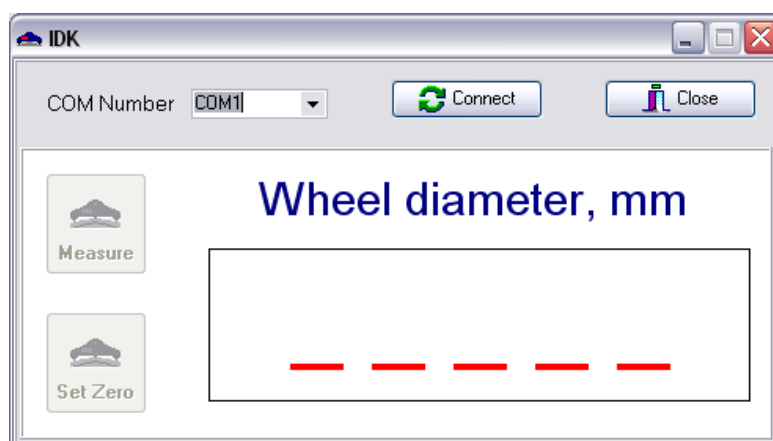 IDK
COM Number COM1 Connect Close
Wheel diameter, mm
Measure
_ _ _ _ _
Set Zero